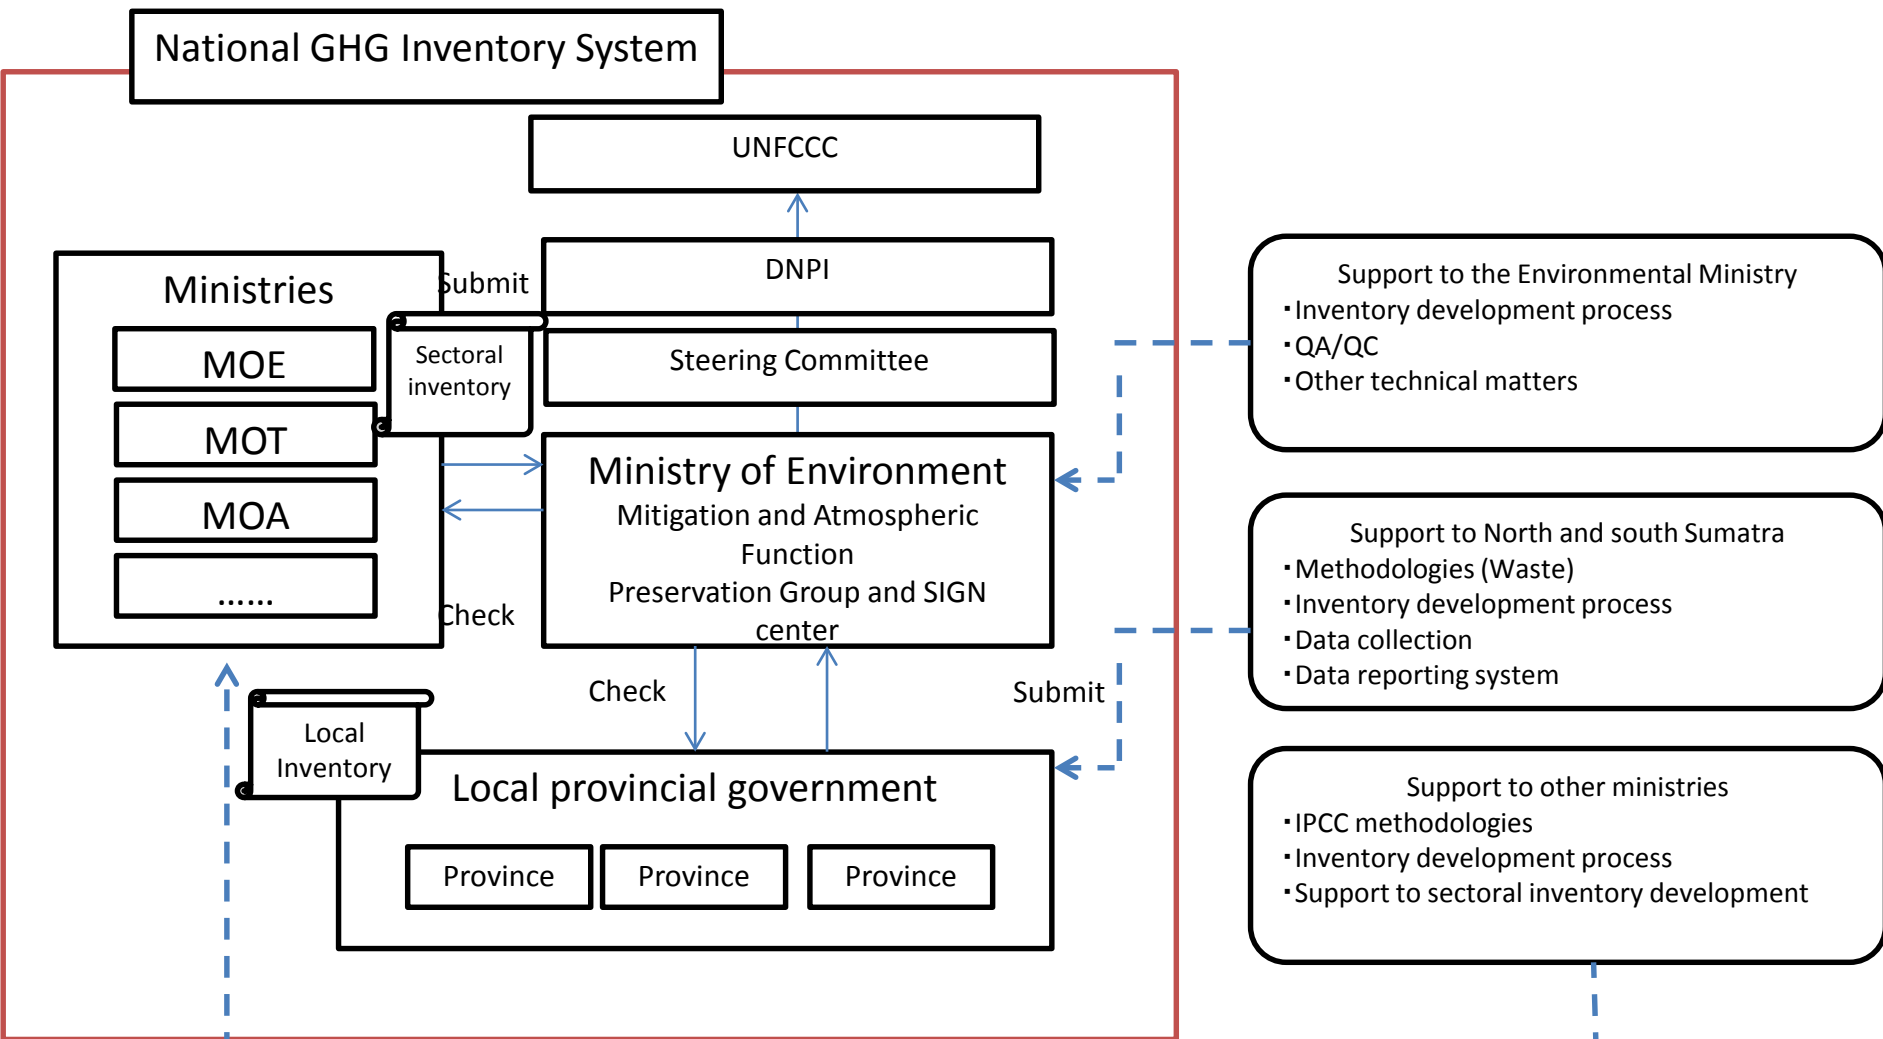 National GHG Inventory System
UNFCCC
DNPI
Steering Committee
Ministries
MOE
MOT
MOA
......
Submit
Sectoral
inventory
Check
Ministry of Environment
Mitigation and Atmospheric
Function
Preservation Group and SIGN
center
Check
Submit
Local
Inventory
Local provincial government
Province
Province
Province
Support to the Environmental Ministry
・Inventory development process
・QA/QC
・Other technical matters
Support to North and south Sumatra
・Methodologies (Waste)
・Inventory development process
・Data collection
・Data reporting system
Support to other ministries
・IPCC methodologies
・Inventory development process
・Support to sectoral inventory development